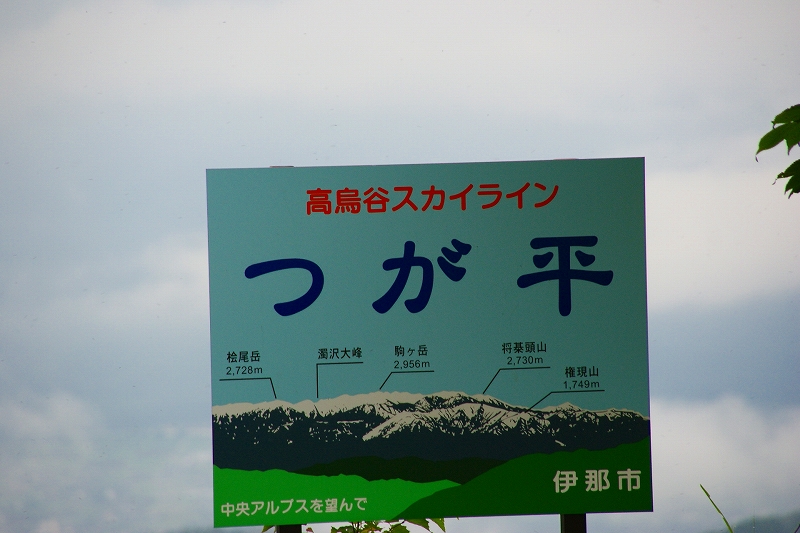 高烏谷スカイライン
つが平
桧尾岳
2,728m
濁沢大峰
駒ヶ岳
2,956m
将棊頭山
2,730m
権現山
1,749m
伊那市
中央アルプスを望んで